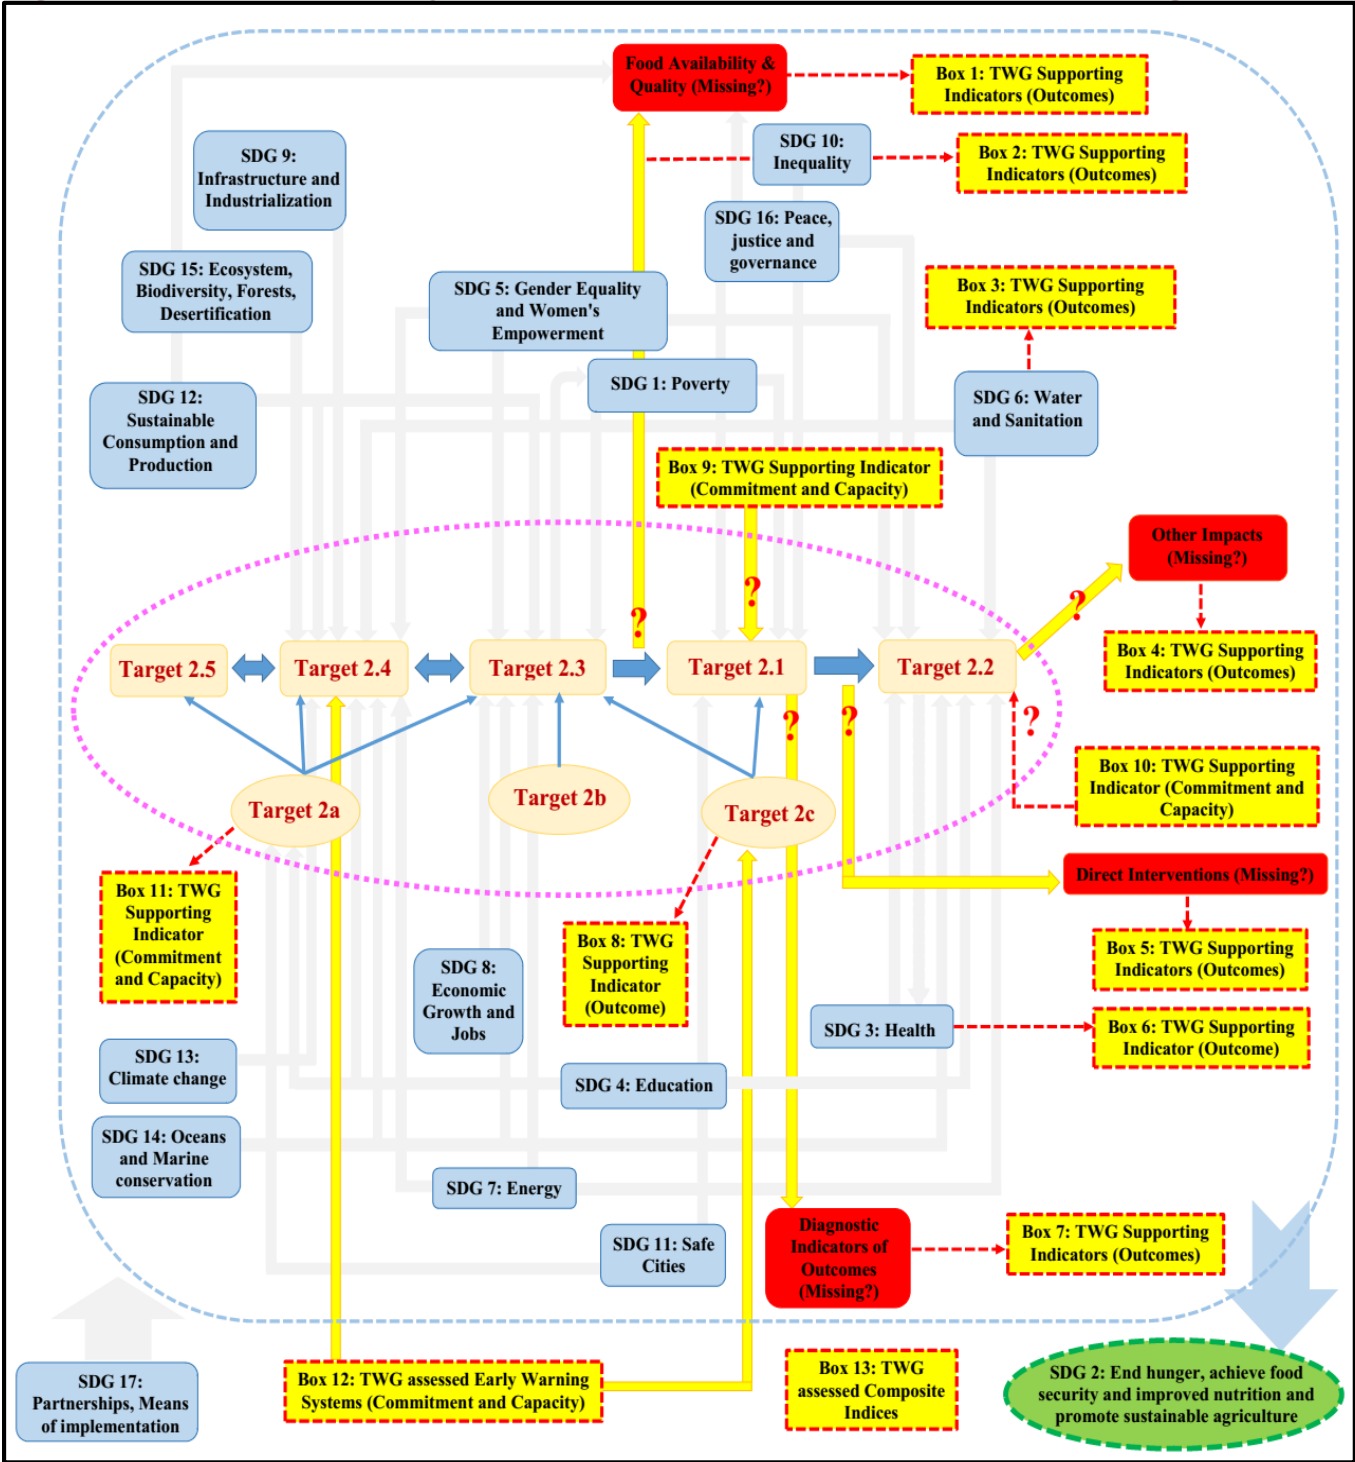 Food Availability &
Quality (Missing?)
Box 1: TWG Supporting
Indicators (Outcomes)
SDG 10:
Inequality
Box 2: TWG Supporting
Indicators (Outcomes)
SDG 9:
Infrastructure and
Industrialization
SDG 16: Peace,
justice and
governance
SDG 15: Ecosystem,
Biodiversity, Forests,
Desertification
SDG 5: Gender Equality
and Women's
Empowerment
Box 3: TWG Supporting
Indicators (Outcomes)
SDG 1: Poverty
SDG 12:
Sustainable
Consumption and
Production
SDG 6: Water
and Sanitation
Box 9: TWG Supporting Indicator
(Commitment and Capacity)
Other Impacts
(Missing?)
?
?
?
Box 4: TWG Supporting
Indicators (Outcomes)
Target 2.5
Target 2.4
Target 2.3
Target 2.1
Target 2.2
?
?
?
Box 10: TWG Supporting
Indicator (Commitment and
Capacity)
Target 2a
Target 2b
Target 2c
Direct Interventions (Missing?)
Box 11: TWG
Supporting
Indicator
(Commitment
and Capacity)
Box 8: TWG
Supporting
Indicator
(Outcome)
Box 5: TWG Supporting
Indicators (Outcomes)
SDG 8:
Economic
Growth and
Jobs
SDG 3: Health
Box 6: TWG Supporting
Indicator (Outcome)
SDG 13:
Climate change
SDG 4: Education
SDG 14: Oceans
and Marine
conservation
SDG 7: Energy
SDG 11: Safe
Cities
Diagnostic
Indicators of
Outcomes
(Missing?)
Box 7: TWG Supporting
Indicators (Outcomes)
SDG 17:
Partnerships, Means
of implementation
Box 12: TWG assessed Early Warning
Systems (Commitment and Capacity)
Box 13: TWG
assessed Composite
Indices
SDG 2: End hunger, achieve food
security and improved nutrition and
promote sustainable agriculture